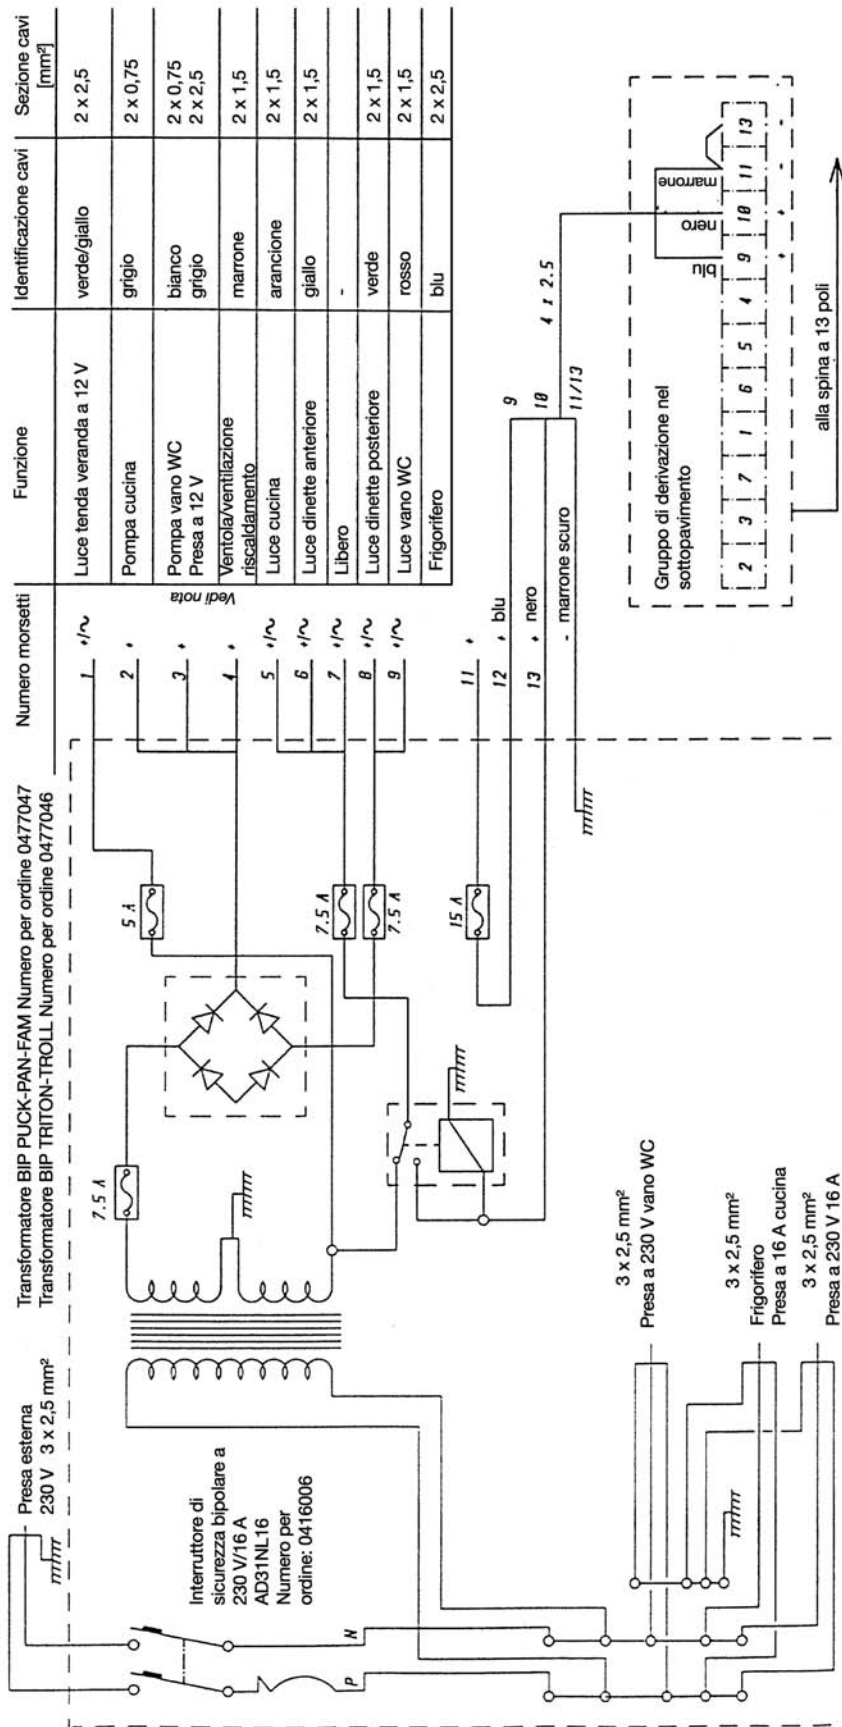 Presa esterna
230 V   3 x 2,5 mm²
Transformatore BIP PUCK-PAN-FAM Numero per ordine 0477047
Transformatore BIP TRITON-TROLL Numero per ordine 0477046
Numero morsetti
Funzione
Identificazione cavi
Sezione cavi
[mm²]
1 +/~ Luce tenda veranda a 12 V verde/giallo 2 x 2,5
2 + Pompa cucina grigio 2 x 0,75
3 + Pompa vano WC bianco 2 x 0,75
Presa a 12 V grigio 2 x 2,5
4 + Ventola/ventilazione marrone 2 x 1,5
riscaldamento
5 +/~ Luce cucina arancione 2 x 1,5
6 +/~ Luce dinette anteriore giallo 2 x 1,5
7 +/~ Libero -
8 +/~ Luce dinette posteriore verde 2 x 1,5
9 +/~ Luce vano WC rosso 2 x 1,5
Frigorifero blu 2 x 2,5
Vedi nota
11 +
12 + blu
13 + nero
- marrone scuro
9
10
11/13
4 x 2.5
7.5 A
5 A
7.5 A
7.5 A
15 A
Interruttore di
sicurezza bipolare a
230 V/16 A
AD31NL16
Numero per
ordine: 0416006
N
P
3 x 2,5 mm²
Presa a 230 V vano WC
3 x 2,5 mm²
Frigorifero
Presa a 16 A cucina
3 x 2,5 mm²
Presa a 230 V 16 A
Gruppo di derivazione nel
sottopavimento
blu
nero
marrone
2 3 7 1 6 5 4 9 10 11 13
+ + - -
alla spina a 13 poli